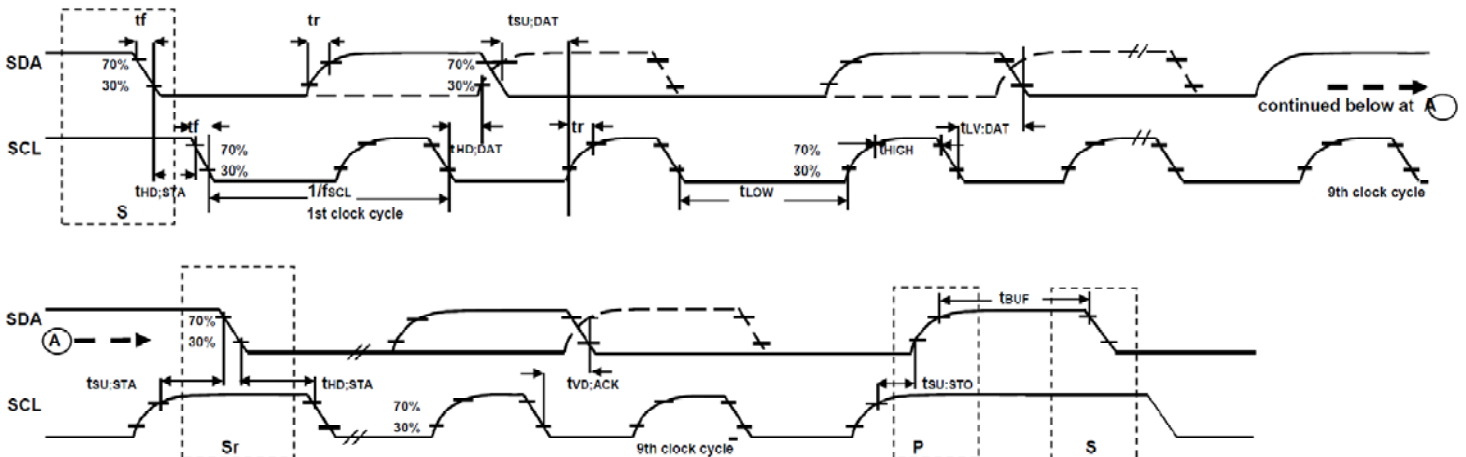 tf tr tSU;DAT
SDA 70% 70%
30% 30%
continued below at A
tf tHD;DAT tr tLV:DAT
SCL 70% 70% tHIGH
30% 30%
tHD;STA 1/fSCL tLOW
S 1st clock cycle 9th clock cycle
tBUF
SDA 70%
A 30%
tSU:STA tHD;STA tVD;ACK tSU:STO
SCL 70%
30%
Sr 9th clock cycle P S